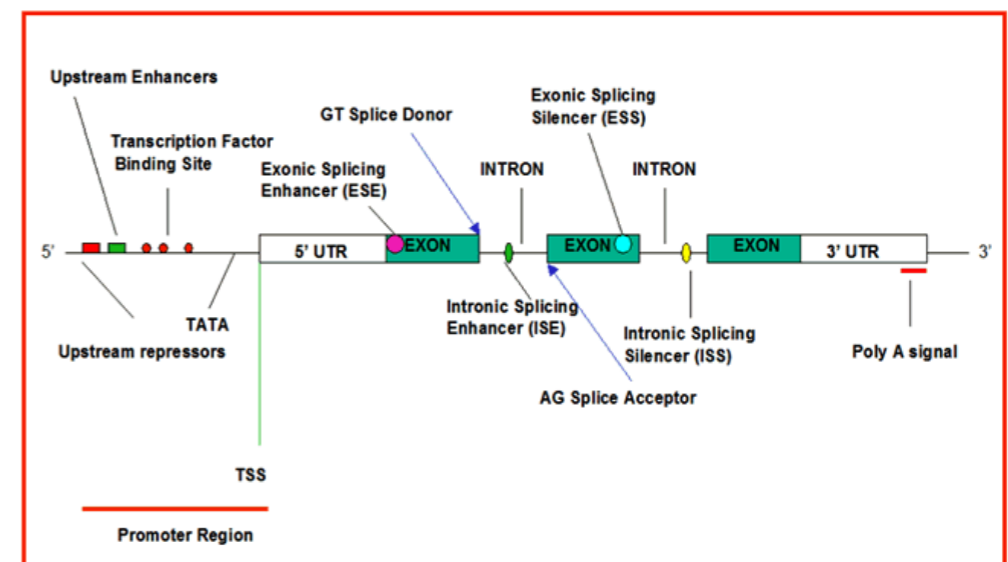 Upstream Enhancers
Transcription Factor
Binding Site
Exonic Splicing
Enhancer (ESE)
GT Splice Donor
INTRON
Exonic Splicing
Silencer (ESS)
INTRON
5’
5’ UTR
EXON
EXON
EXON
3’ UTR
3’
TATA
Upstream repressors
Intronic Splicing
Enhancer (ISE)
Intronic Splicing
Silencer (ISS)
Poly A signal
AG Splice Acceptor
TSS
Promoter Region